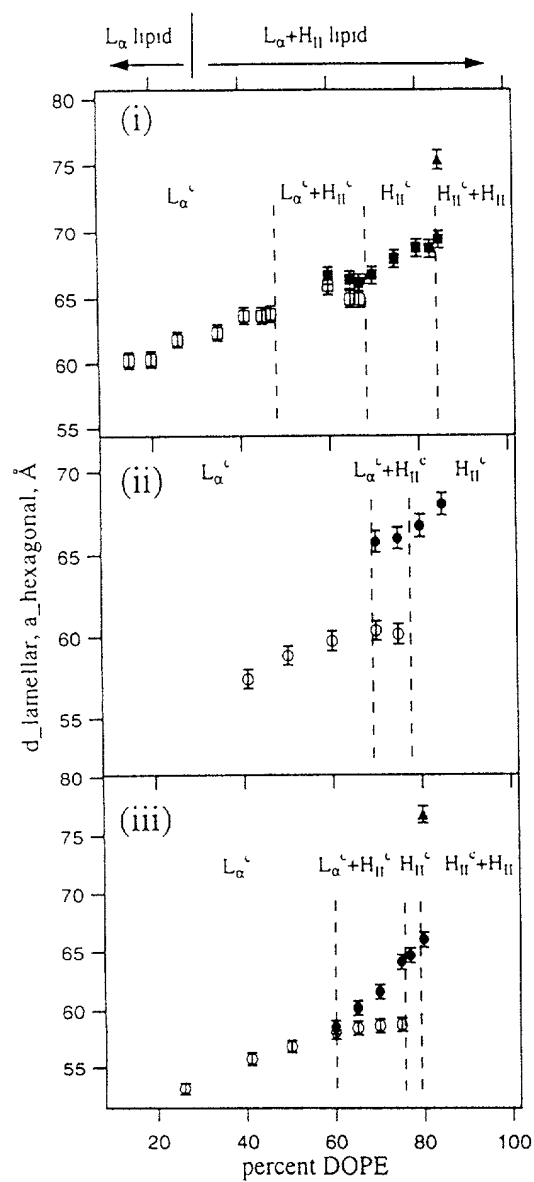 Lα lipid Lα+HII lipid
(i)
80
75
70
65
60
55
Lαᶜ Lαᶜ+HIIᶜ HIIᶜ HIIᶜ+HII
(ii)
70
65
60
55
Lαᶜ Lαᶜ+HIIᶜ HIIᶜ
(iii)
80
75
70
65
60
55
Lαᶜ Lαᶜ+HIIᶜ HIIᶜ HIIᶜ+HII
d_lamellar, a_hexagonal, Å
20 40 60 80 100
percent DOPE